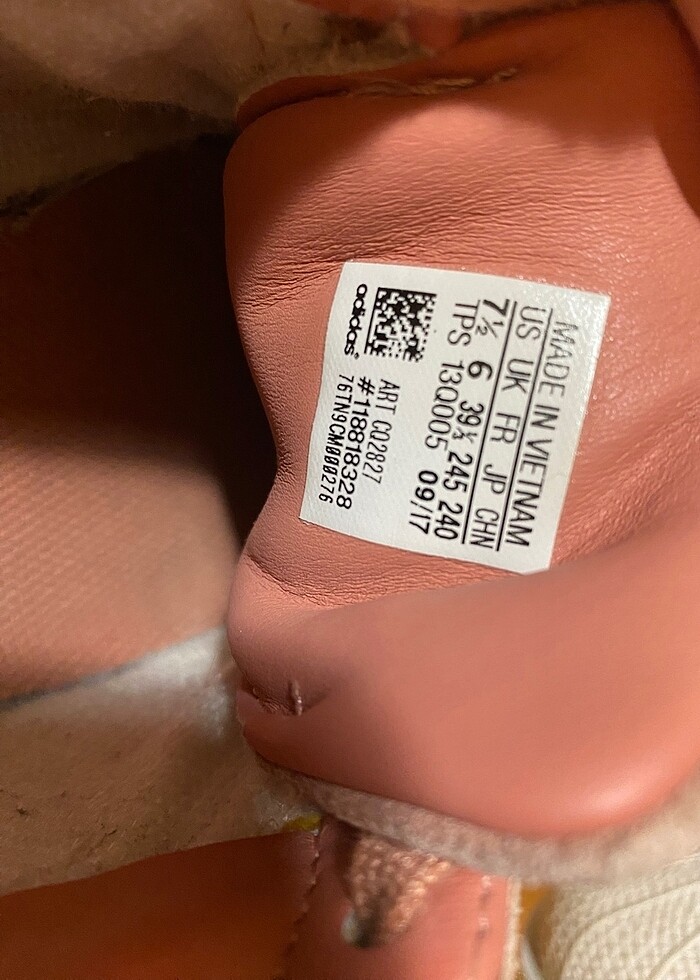 MADE IN VIETNAM
US UK FR JP CHN
7½ 6 39⅓ 245 240
TPS 13Q005 09/17
adidas
ART CQ2827
#118818328
76TN9CM000276